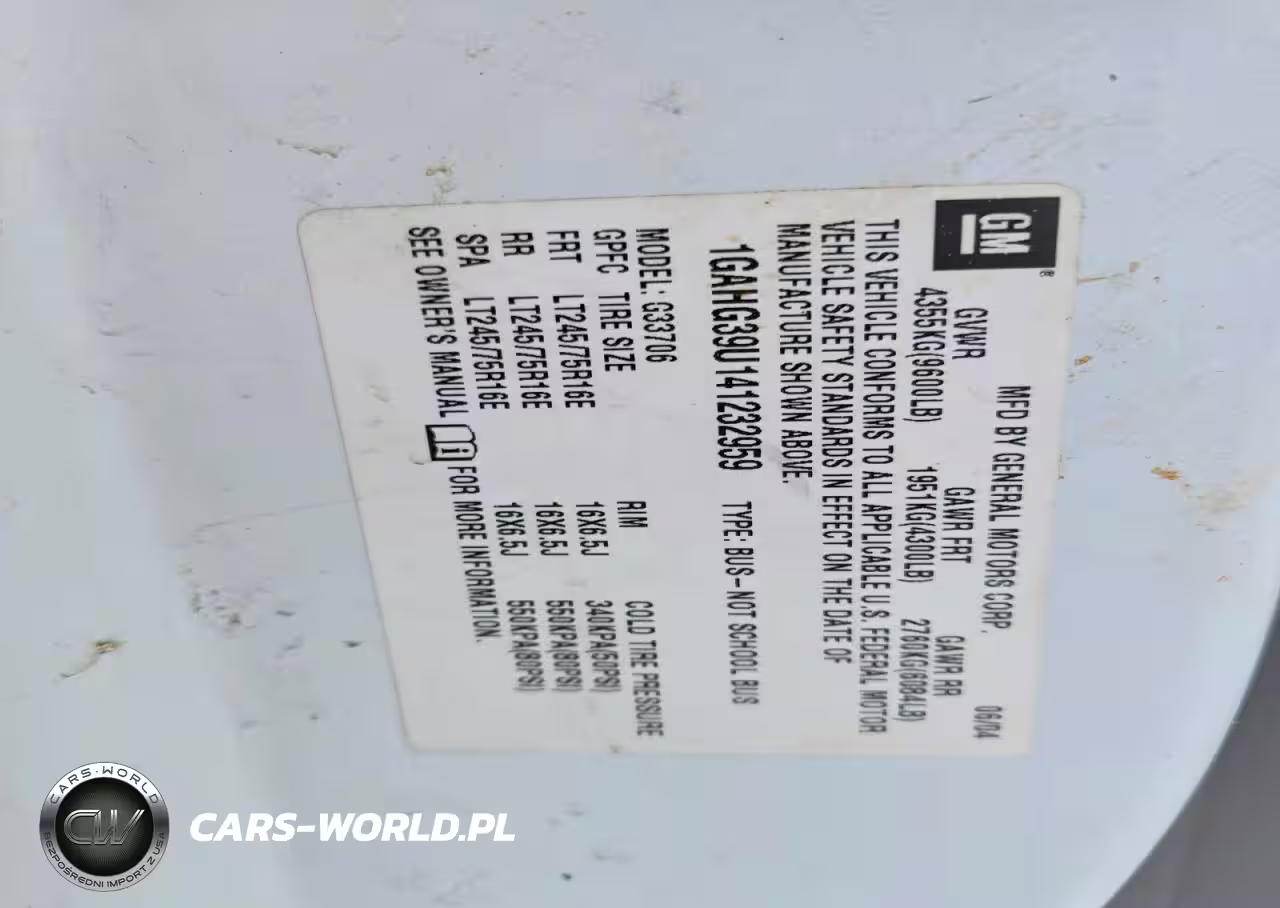 GM®
MFD BY GENERAL MOTORS CORP. 06/04
GVWR GAWR FRT GAWR RR
4355KG(9600LB) 1951KG(4300LB) 2760KG(6084LB)
THIS VEHICLE CONFORMS TO ALL APPLICABLE U.S. FEDERAL MOTOR
VEHICLE SAFETY STANDARDS IN EFFECT ON THE DATE OF
MANUFACTURE SHOWN ABOVE.
1GAHG39U141232959 TYPE: BUS-NOT SCHOOL BUS
MODEL: G33706
GPFC TIRE SIZE RIM COLD TIRE PRESSURE
FRT LT245/75R16E 16X6.5J 340KPA(50PSI)
RR LT245/75R16E 16X6.5J 550KPA(80PSI)
SPA LT245/75R16E 16X6.5J 550KPA(80PSI)
SEE OWNER'S MANUAL i FOR MORE INFORMATION.
CARS-WORLD
CW
BEZPOŚREDNI IMPORT Z USA
CARS-WORLD.PL